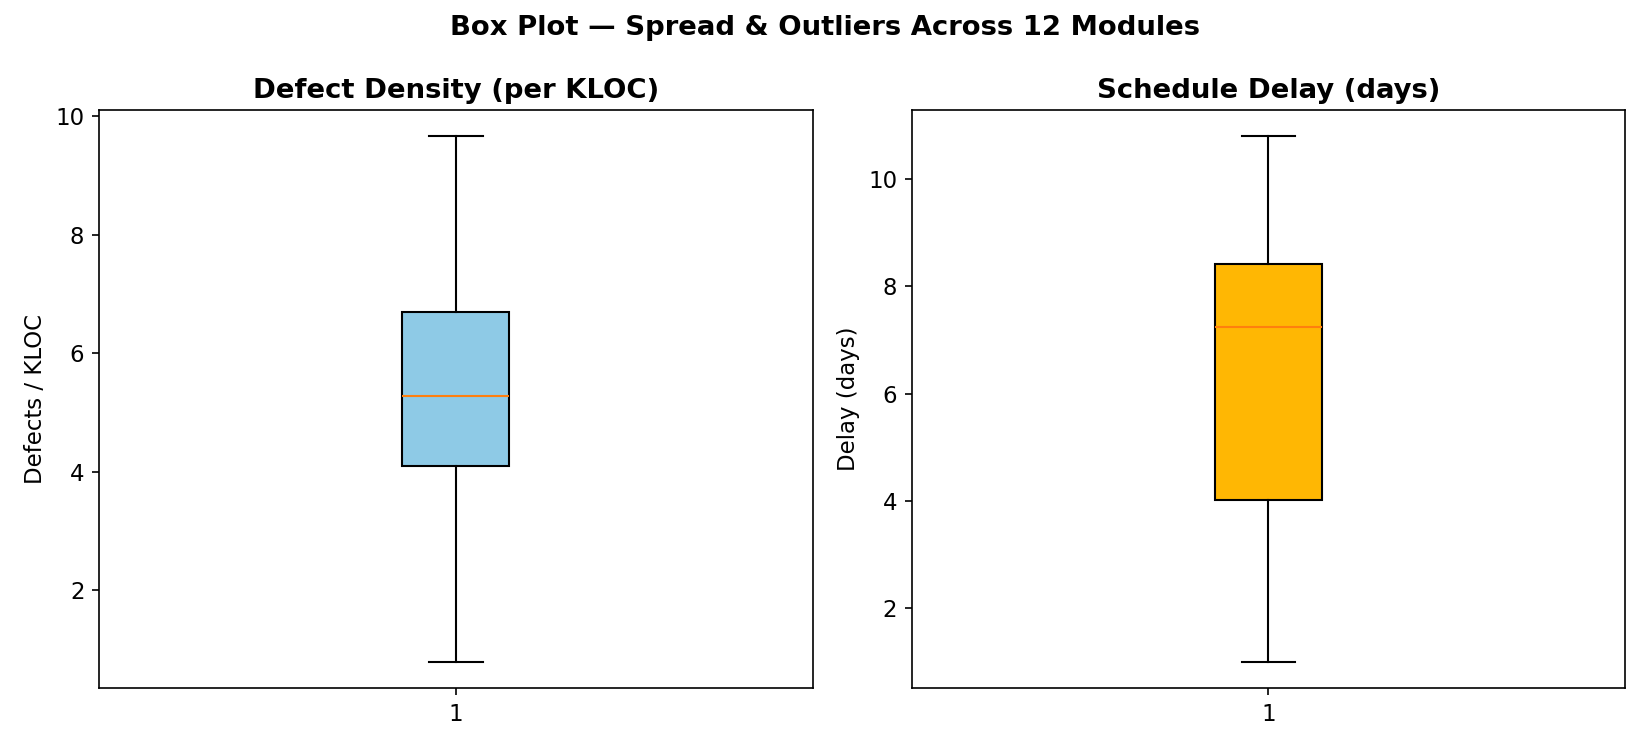 Box Plot — Spread & Outliers Across 12 Modules
Defect Density (per KLOC)
Defects / KLOC
10
8
6
4
2
1
Schedule Delay (days)
Delay (days)
10
8
6
4
2
1